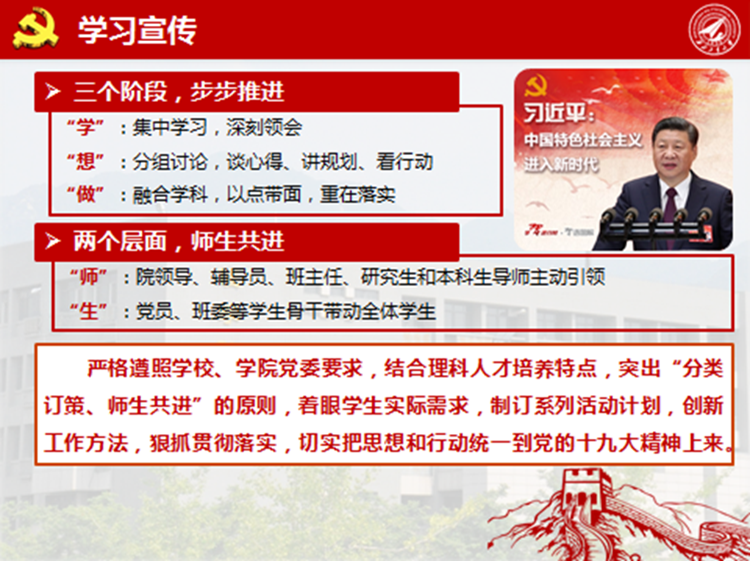 学习宣传
➢ 三个阶段，步步推进
“学”：集中学习，深刻领会
“想”：分组讨论，谈心得、讲规划、看行动
“做”：融合学科，以点带面，重在落实
习近平：
中国特色社会主义
进入新时代
➢ 两个层面，师生共进
“师”：院领导、辅导员、班主任、研究生和本科生导师主动引领
“生”：党员、班委等学生骨干带动全体学生
严格遵照学校、学院党委要求，结合理科人才培养特点，突出“分类
订策、师生共进”的原则，着眼学生实际需求，制订系列活动计划，创新
工作方法，狠抓贯彻落实，切实把思想和行动统一到党的十九大精神上来。